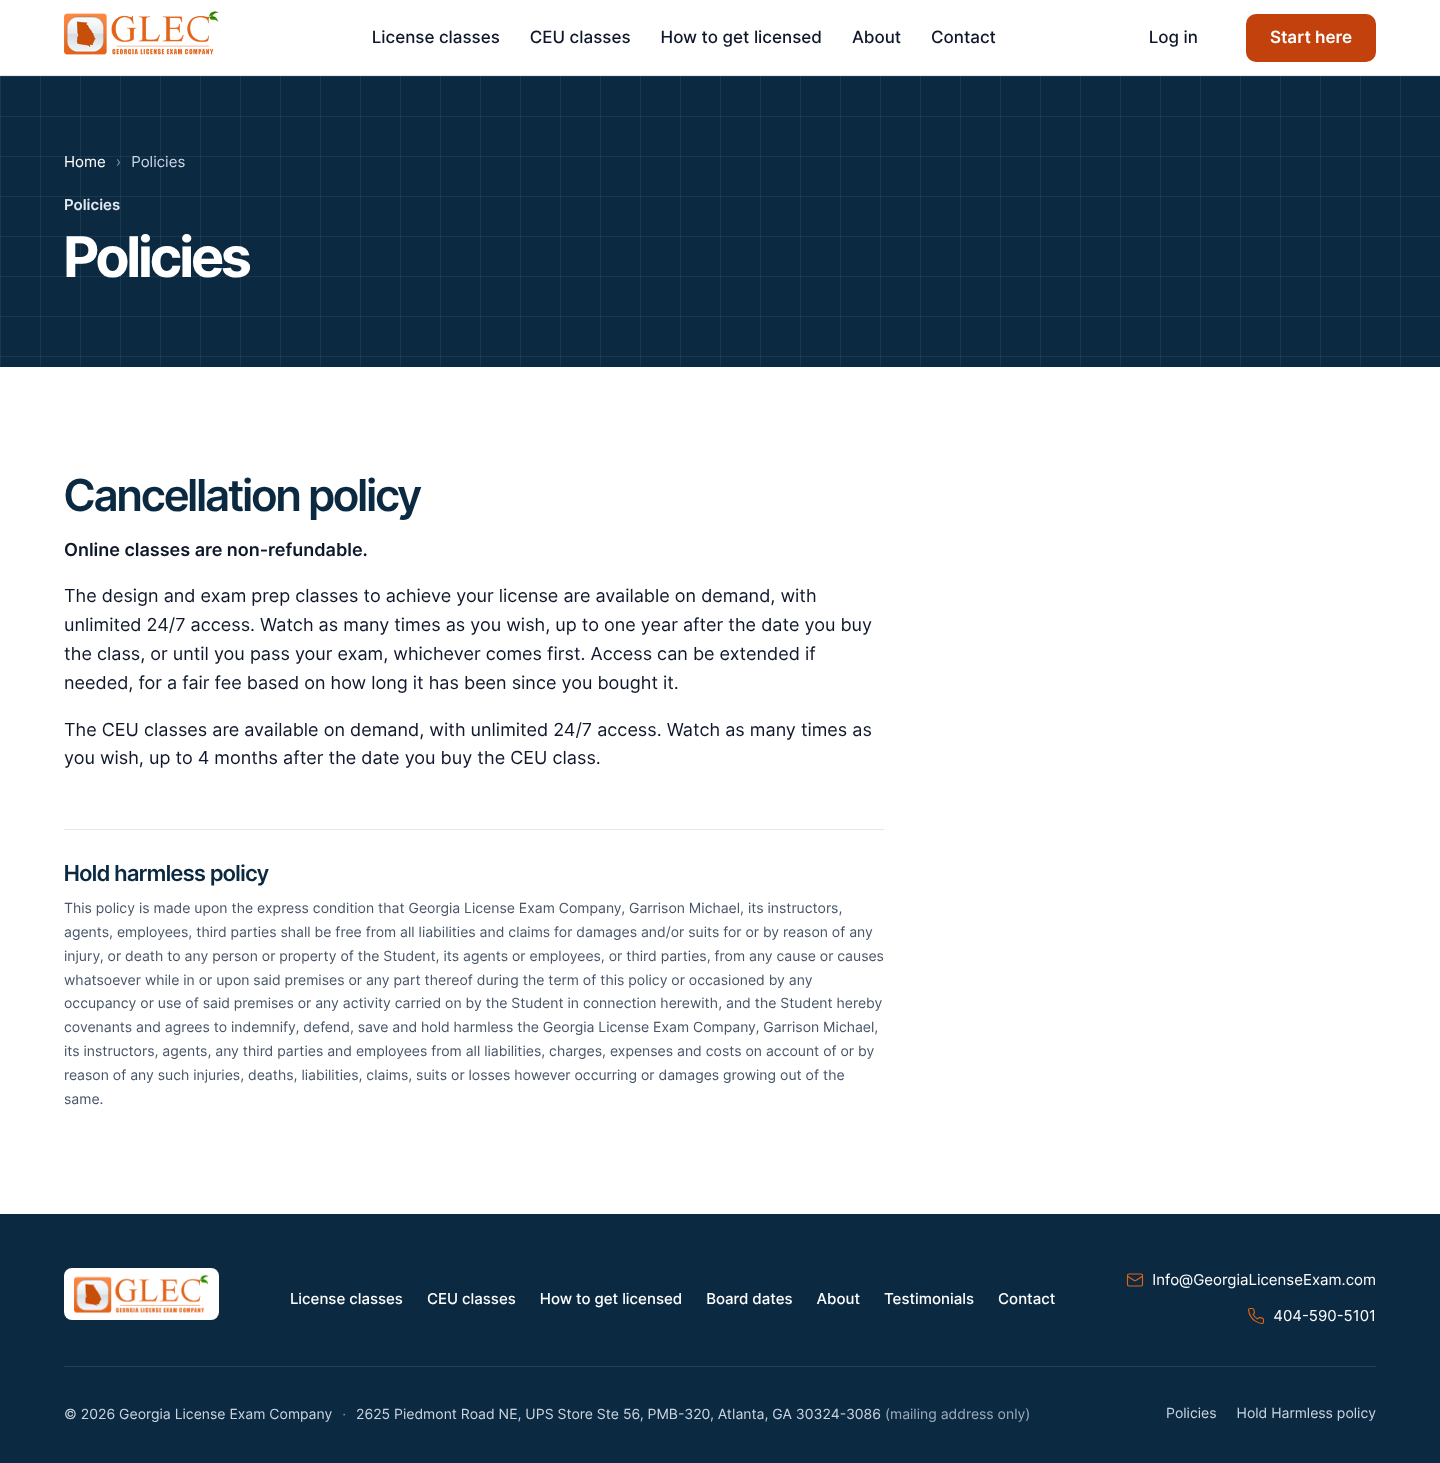 GLEC
GEORGIA LICENSE EXAM COMPANY
License classes
CEU classes
How to get licensed
About
Contact
Log in
Start here
Home › Policies
Policies
Policies
Cancellation policy
Online classes are non-refundable.
The design and exam prep classes to achieve your license are available on demand, with
unlimited 24/7 access. Watch as many times as you wish, up to one year after the date you buy
the class, or until you pass your exam, whichever comes first. Access can be extended if
needed, for a fair fee based on how long it has been since you bought it.
The CEU classes are available on demand, with unlimited 24/7 access. Watch as many times as
you wish, up to 4 months after the date you buy the CEU class.
Hold harmless policy
This policy is made upon the express condition that Georgia License Exam Company, Garrison Michael, its instructors,
agents, employees, third parties shall be free from all liabilities and claims for damages and/or suits for or by reason of any
injury, or death to any person or property of the Student, its agents or employees, or third parties, from any cause or causes
whatsoever while in or upon said premises or any part thereof during the term of this policy or occasioned by any
occupancy or use of said premises or any activity carried on by the Student in connection herewith, and the Student hereby
covenants and agrees to indemnify, defend, save and hold harmless the Georgia License Exam Company, Garrison Michael,
its instructors, agents, any third parties and employees from all liabilities, charges, expenses and costs on account of or by
reason of any such injuries, deaths, liabilities, claims, suits or losses however occurring or damages growing out of the
same.
GLEC
GEORGIA LICENSE EXAM COMPANY
License classes
CEU classes
How to get licensed
Board dates
About
Testimonials
Contact
Info@GeorgiaLicenseExam.com
404-590-5101
© 2026 Georgia License Exam Company · 2625 Piedmont Road NE, UPS Store Ste 56, PMB-320, Atlanta, GA 30324-3086 (mailing address only)
Policies
Hold Harmless policy